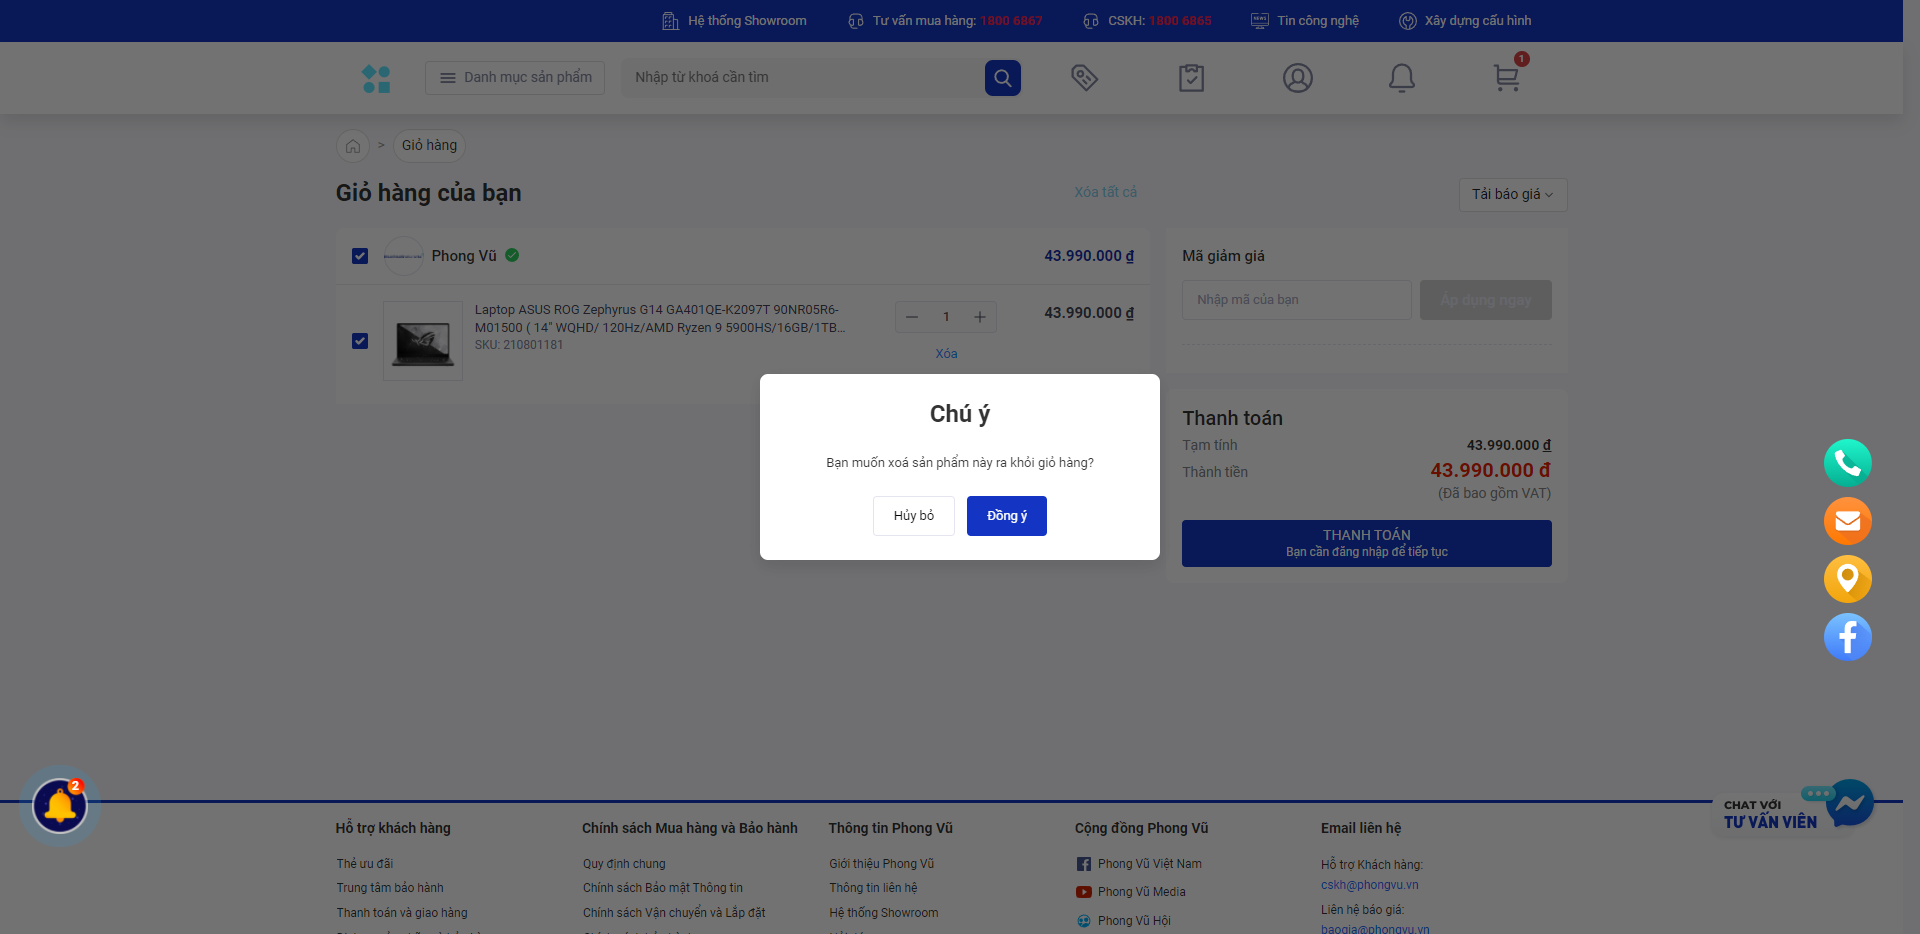 Hệ thống Showroom
Tư vấn mua hàng: 1800 6867
CSKH: 1800 6865
Tin công nghệ
Xây dựng cấu hình
Danh mục sản phẩm
Nhập từ khoá cần tìm
1
> Giỏ hàng
Giỏ hàng của bạn
Xóa tất cả
Tải báo giá
Phong Vũ
43.990.000 ₫
Laptop ASUS ROG Zephyrus G14 GA401QE-K2097T 90NR05R6-
M01500 ( 14" WQHD/ 120Hz/AMD Ryzen 9 5900HS/16GB/1TB...
SKU: 210801181
1
Xóa
43.990.000 ₫
Mã giảm giá
Nhập mã của bạn
Áp dụng ngay
Thanh toán
Tạm tính
43.990.000 ₫
Thành tiền
43.990.000 đ
(Đã bao gồm VAT)
THANH TOÁN
Bạn cần đăng nhập để tiếp tục
Chú ý
Bạn muốn xoá sản phẩm này ra khỏi giỏ hàng?
Hủy bỏ
Đồng ý
2
CHAT VỚI
TƯ VẤN VIÊN
Hỗ trợ khách hàng
Thẻ ưu đãi
Trung tâm bảo hành
Thanh toán và giao hàng
Chính sách Mua hàng và Bảo hành
Quy định chung
Chính sách Bảo mật Thông tin
Chính sách Vận chuyển và Lắp đặt
Thông tin Phong Vũ
Giới thiệu Phong Vũ
Thông tin liên hệ
Hệ thống Showroom
Cộng đồng Phong Vũ
Phong Vũ Việt Nam
Phong Vũ Media
Phong Vũ Hội
Email liên hệ
Hỗ trợ Khách hàng:
cskh@phongvu.vn
Liên hệ báo giá:
baogia@phongvu.vn